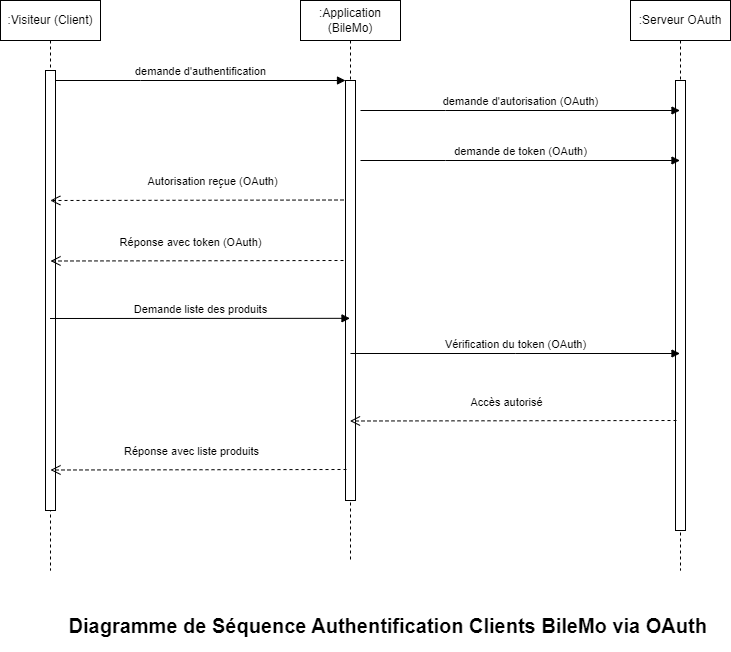 :Visiteur (Client)
:Application
(BileMo)
:Serveur OAuth
demande d'authentification
demande d'autorisation (OAuth)
demande de token (OAuth)
Autorisation reçue (OAuth)
Réponse avec token (OAuth)
Demande liste des produits
Vérification du token (OAuth)
Accès autorisé
Réponse avec liste produits
Diagramme de Séquence Authentification Clients BileMo via OAuth